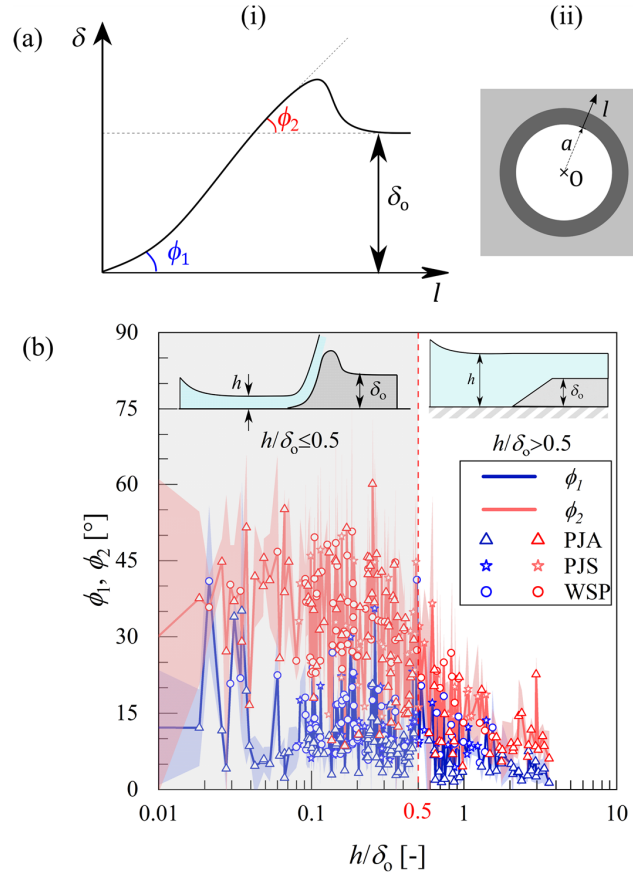 (i)
(ii)
(a)
δ
ϕ2
ϕ1
δo
l
l
a
O
(b)
90
75
60
45
30
15
0
ϕ1, ϕ2 [°]
h
δo
h/δo≤0.5
h
δo
h/δo>0.5
ϕ1
ϕ2
PJA
PJS
WSP
0.01
0.1
0.5
1
10
h/δo [-]